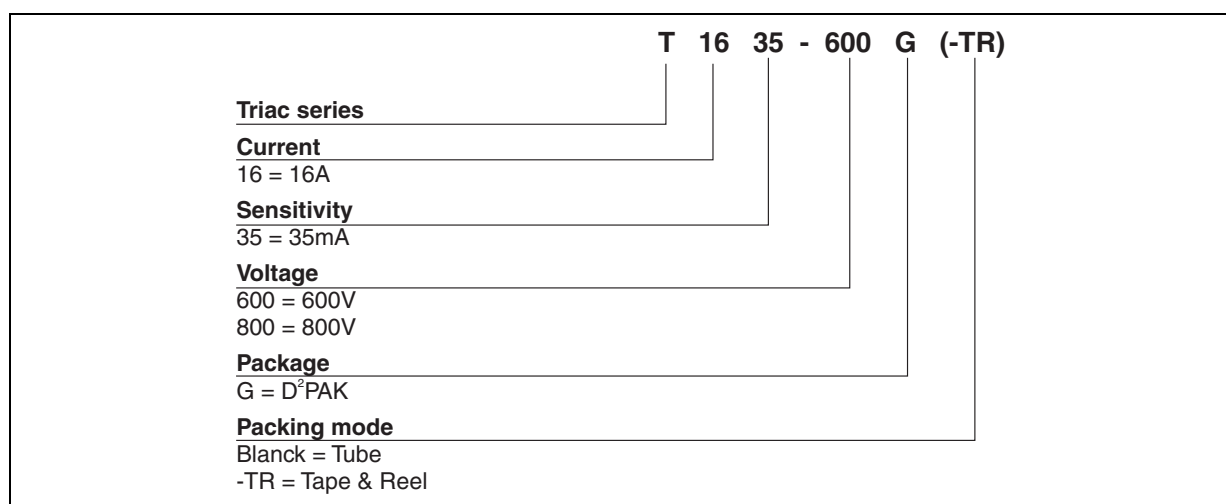 T 16 35 - 600 G (-TR)
Triac series
Current
16 = 16A
Sensitivity
35 = 35mA
Voltage
600 = 600V
800 = 800V
Package
G = D²PAK
Packing mode
Blanck = Tube
-TR = Tape & Reel